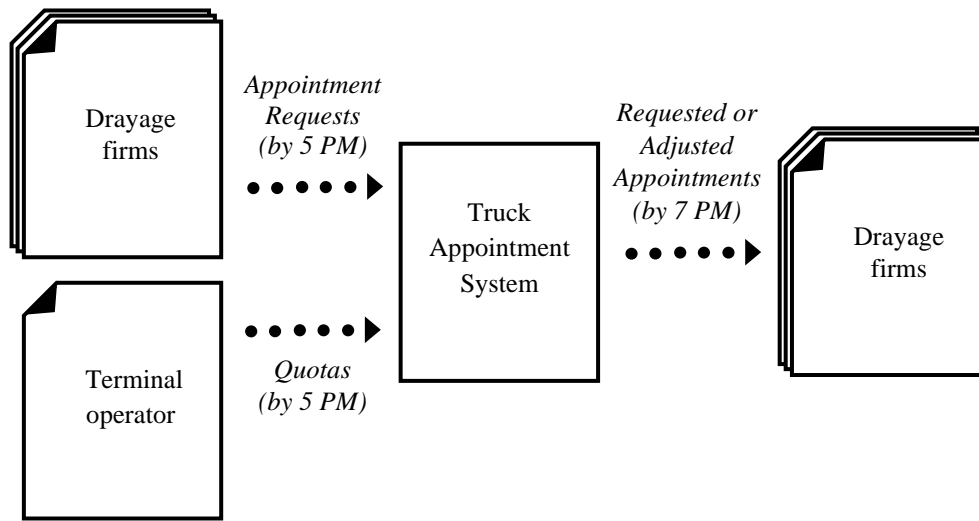 Drayage
firms
Appointment
Requests
(by 5 PM)
Terminal
operator
Quotas
(by 5 PM)
Truck
Appointment
System
Requested or
Adjusted
Appointments
(by 7 PM)
Drayage
firms